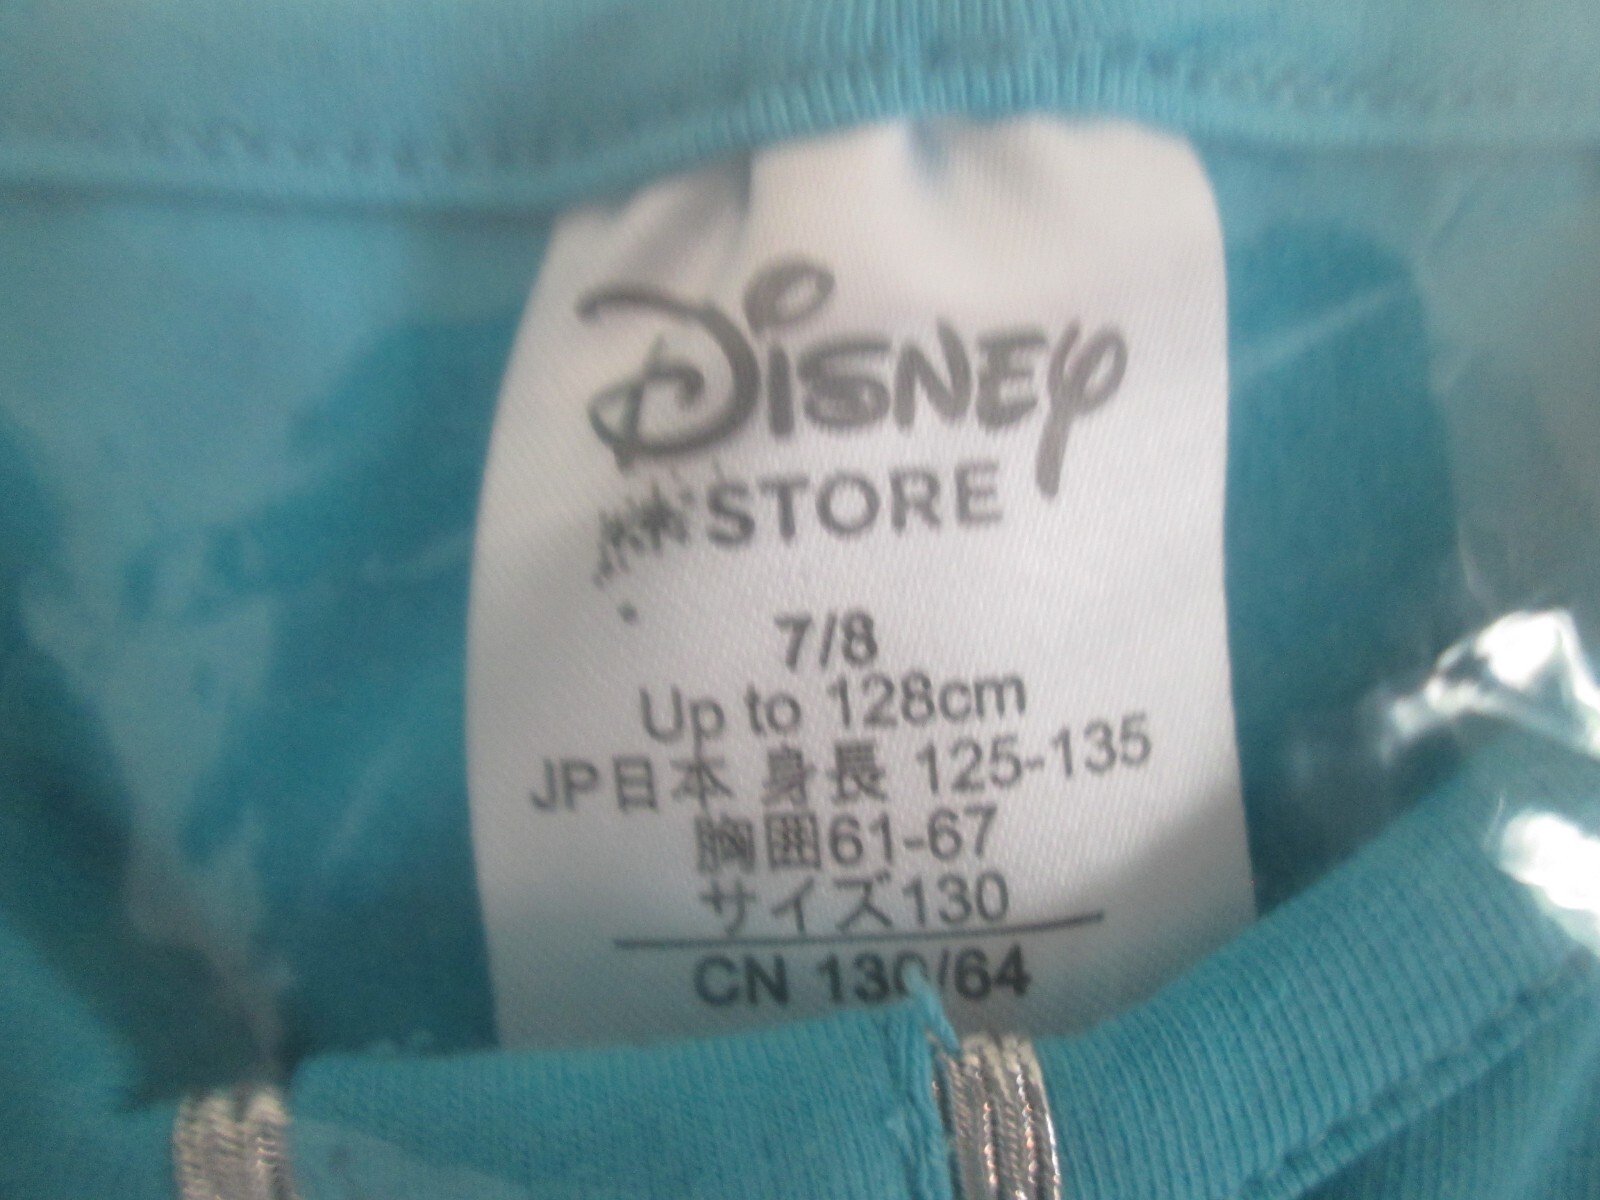 Disney
STORE
7/8
Up to 128cm
JP日本 身長 125-135
胸囲61-67
サイズ130
CN 130/64